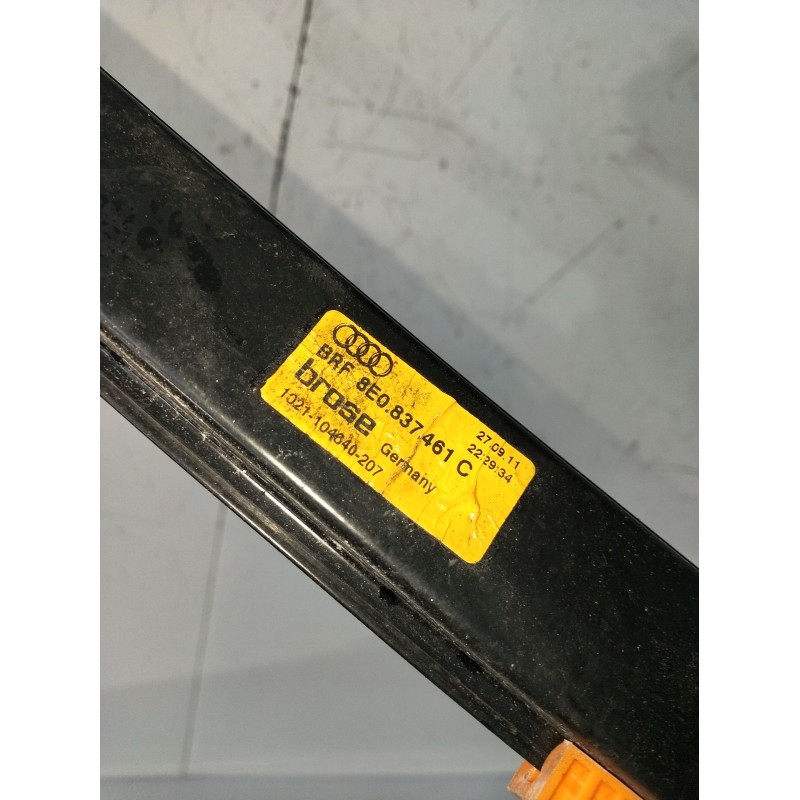 BRF 8E0.837 461 C
brose Germany
1021-104640-207
27.09.11
22:29:34